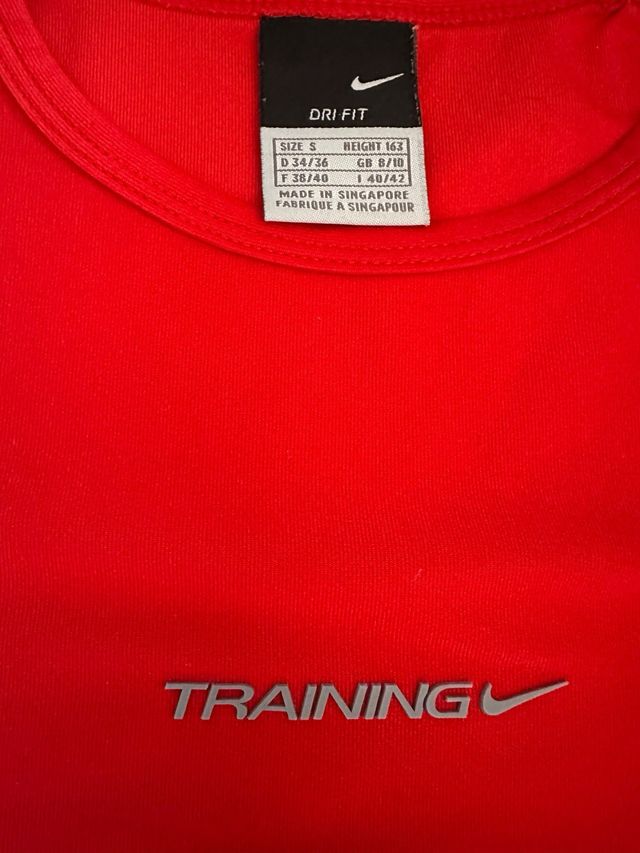 DRI-FIT
SIZE S HEIGHT 163
D 34/36 GB 8/10
F 38/40 I 40/42
MADE IN SINGAPORE
FABRIQUE A SINGAPOUR
TRAINING